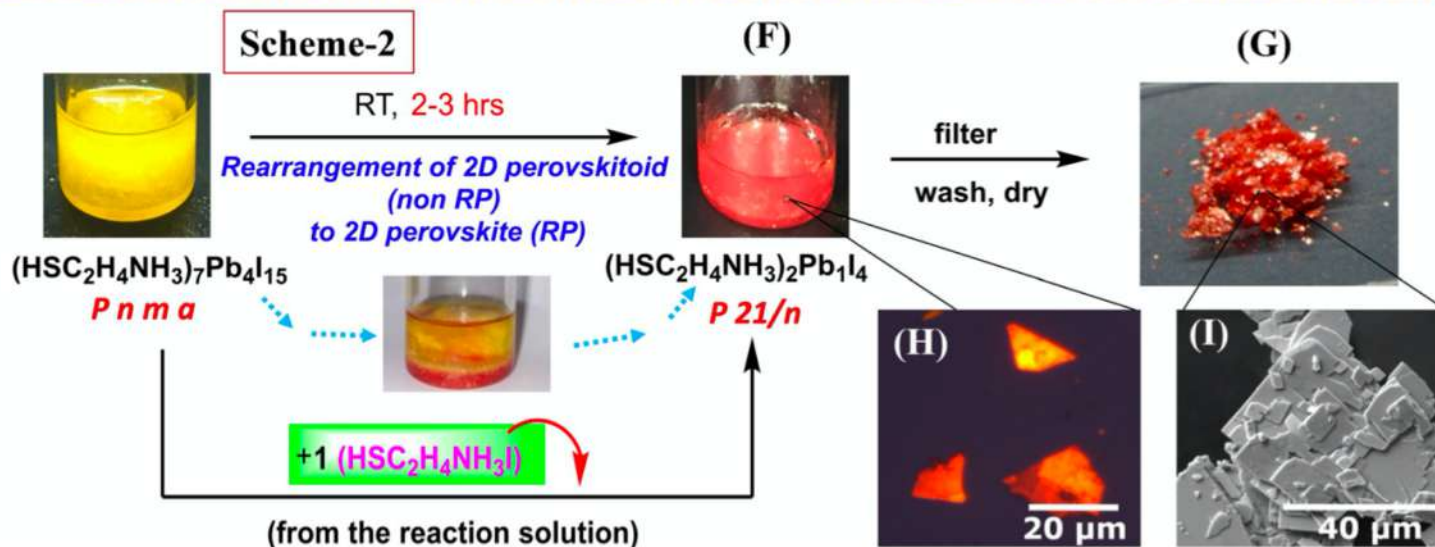 Scheme-2
(F)
(G)
RT, 2-3 hrs
Rearrangement of 2D perovskitoid
(non RP)
to 2D perovskite (RP)
filter
wash, dry
(HSC₂H₄NH₃)₇Pb₄I₁₅
P n m a
(HSC₂H₄NH₃)₂Pb₁I₄
P 21/n
+1 (HSC₂H₄NH₃I)
(from the reaction solution)
(H)
20 µm
(I)
40 µm